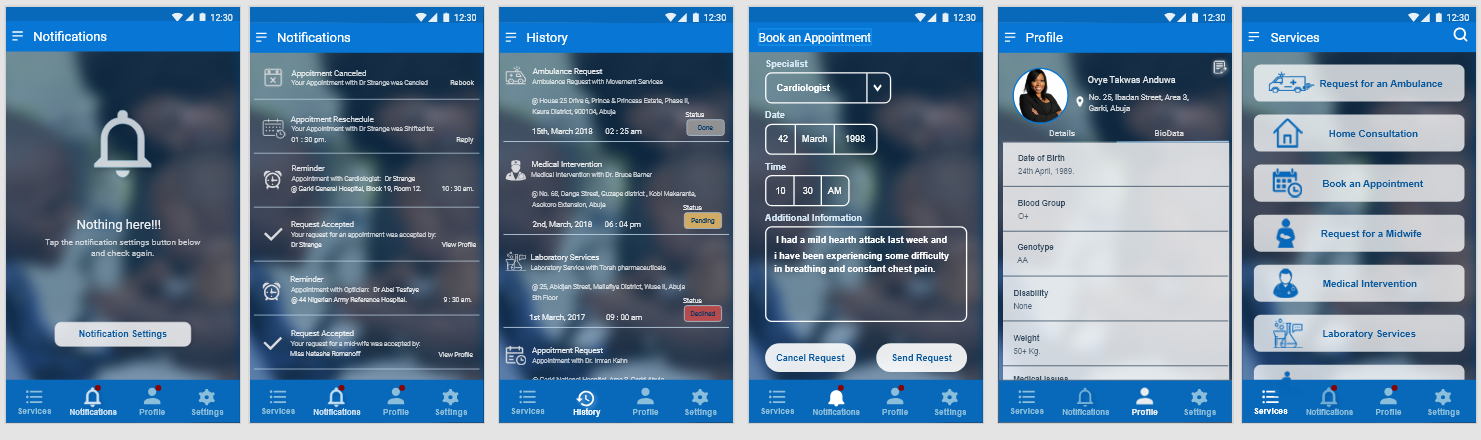 12:30
Notifications
Nothing here!!!
Tap the notification settings button below
and check again.
Notification Settings
Services
Notifications
Profile
Settings
12:30
Notifications
Appoitment Canceled
Your Appointment with Dr Strange was Cancled
Rebook
Appoitment Reschedule
Your Appointment with Dr Strange was Shifted to:
01 : 30 pm.
Reply
Reminder
Appointment with Cardiologist: Dr Strange
@ Garki General Hospital, Block 19, Room 12.
10 : 30 am.
Request Accepted
Your request for an appointment was accepted by:
Dr Strange
View Profile
Reminder
Appointment with Optician: Dr Abel Tesfaye
@ 44 Nigerian Army Reference Hospital.
9 : 30 am.
Request Accepted
Your request for a mid-wife was accepted by:
Miss Natasha Romanoff
View Profile
Services
Notifications
Profile
Settings
12:30
History
Ambulance Request
Ambulance Request with Movement Services
@ House 25 Drive 6, Prince & Princess Estate, Phase II,
Kaura District, 900104, Abuja
Status
15th, March 2018
02 : 25 am
Done
Medical Intervention
Medical Intervention with Dr. Bruce Barner
@ No. 68, Danga Street, Guzape district , Kobi Makaranta,
Asokoro Extension, Abuja
Status
2nd, March, 2018
06 : 04 pm
Pending
Laboratory Services
Laboratory Service with Torah pharmaceuticals
@ 25, Abidjan Street, Mallafiya District, Wuse II, Abuja
5th Floor
Status
1st March, 2017
09 : 00 am
Declined
Appoitment Request
Appointment with Dr. Imran Kahn
@ Garki National Hospital, Area 3, Garki, Abuja
Services
History
Profile
Settings
12:30
Book an Appointment
Specialist
Cardiologist
Date
42
March
1998
Time
10
30
AM
Additional Information
I had a mild hearth attack last week and
i have been experiencing some difficulty
in breathing and constant chest pain.
Cancel Request
Send Request
Services
Notifications
Profile
Settings
12:30
Profile
Ovye Takwas Anduwa
No. 25, Ibadan Street, Area 3,
Garki, Abuja
Details
BioData
Date of Birth
24th April, 1989.
Blood Group
O+
Genotype
AA
Disability
None
Weight
50+ Kg.
Medical Issues
Services
Notifications
Profile
Settings
12:30
Services
Request for an Ambulance
Home Consultation
Book an Appointment
Request for a Midwife
Medical Intervention
Laboratory Services
Services
Notifications
Profile
Settings